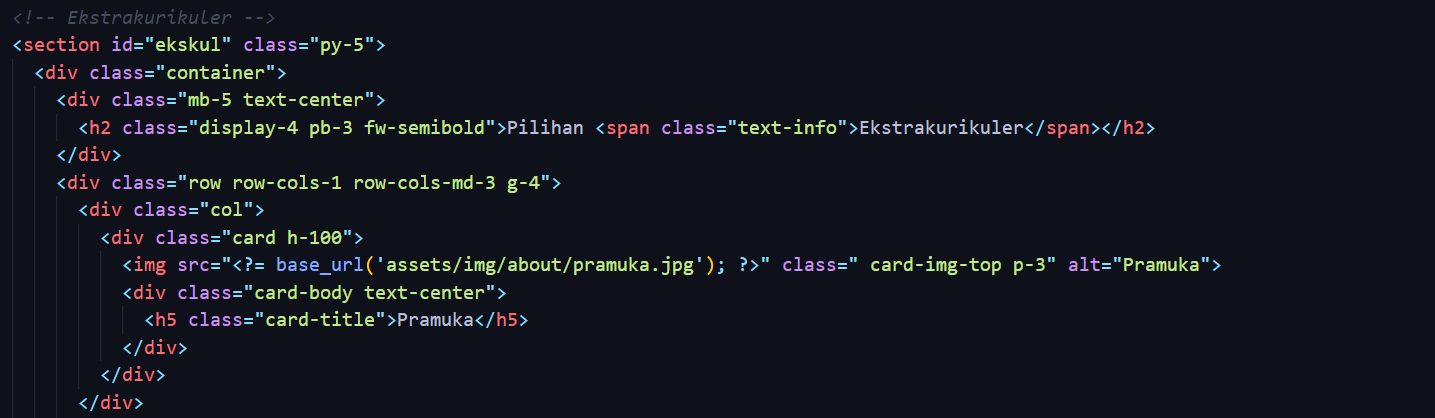 <!-- Ekstrakurikuler -->
<section id="ekskul" class="py-5">
<div class="container">
<div class="mb-5 text-center">
<h2 class="display-4 pb-3 fw-semibold">Pilihan <span class="text-info">Ekstrakurikuler</span></h2>
</div>
<div class="row row-cols-1 row-cols-md-3 g-4">
<div class="col">
<div class="card h-100">
<img src="<?= base_url('assets/img/about/pramuka.jpg'); ?>" class=" card-img-top p-3" alt="Pramuka">
<div class="card-body text-center">
<h5 class="card-title">Pramuka</h5>
</div>
</div>
</div>